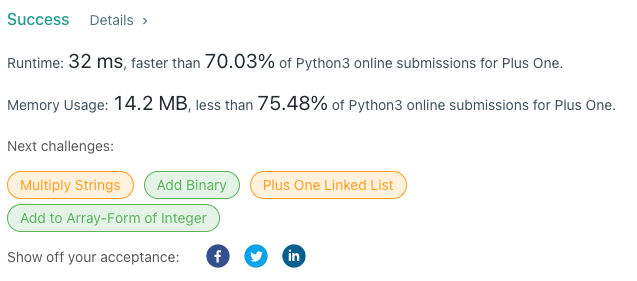 Success Details ›
Runtime: 32 ms, faster than 70.03% of Python3 online submissions for Plus One.
Memory Usage: 14.2 MB, less than 75.48% of Python3 online submissions for Plus One.
Next challenges:
Multiply Strings Add Binary Plus One Linked List
Add to Array-Form of Integer
Show off your acceptance: f in